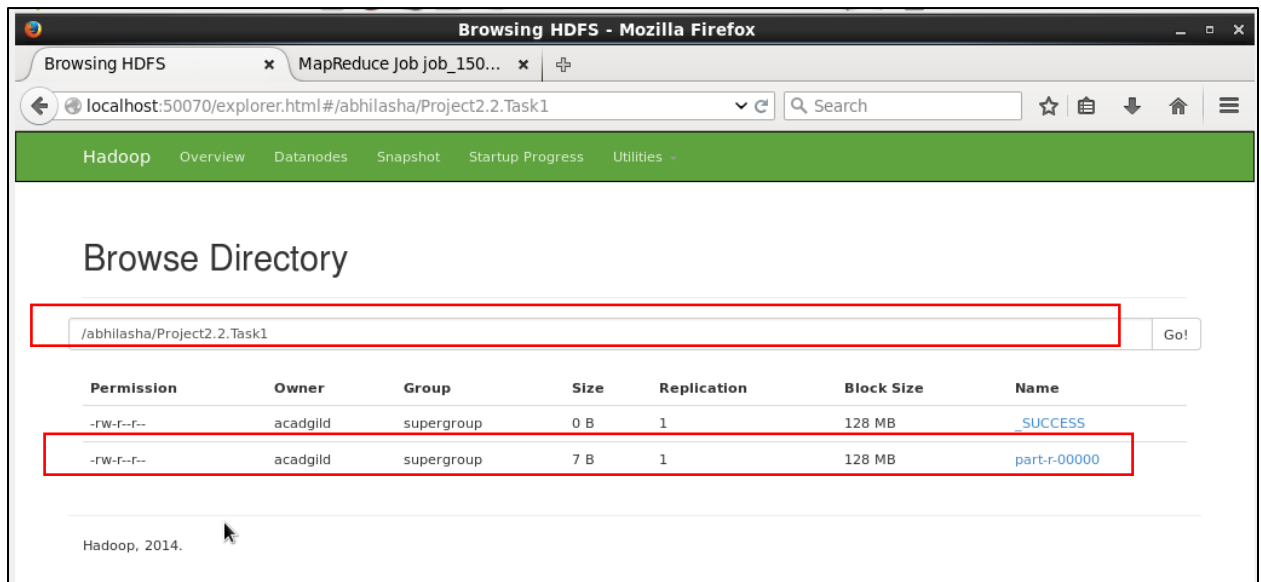 Browsing HDFS - Mozilla Firefox
Browsing HDFS MapReduce Job job_150...
localhost:50070/explorer.html#/abhilasha/Project2.2.Task1 Search
Hadoop Overview Datanodes Snapshot Startup Progress Utilities
Browse Directory
/abhilasha/Project2.2.Task1 Go!
Permission Owner Group Size Replication Block Size Name
-rw-r--r-- acadgild supergroup 0 B 1 128 MB _SUCCESS
-rw-r--r-- acadgild supergroup 7 B 1 128 MB part-r-00000
Hadoop, 2014.